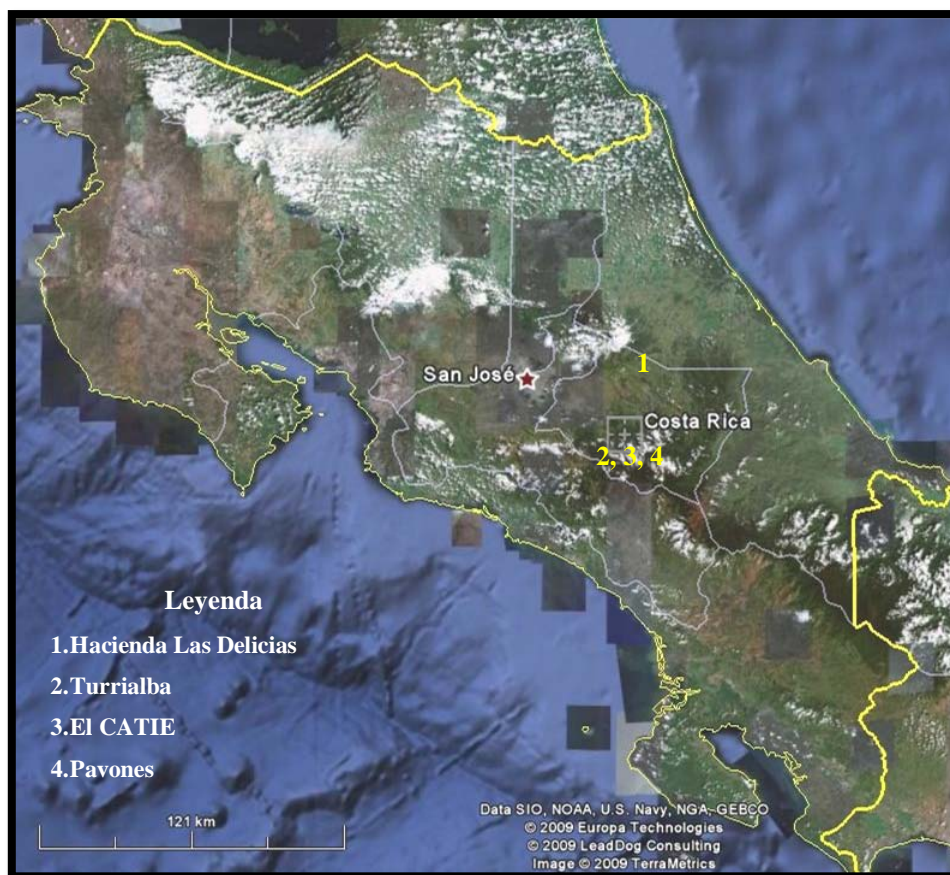 1
San José
Costa Rica
2, 3, 4
Leyenda
1.Hacienda Las Delicias
2.Turrialba
3.El CATIE
4.Pavones
121 km
Data SIO, NOAA, U.S. Navy, NGA, GEBCO
© 2009 Europa Technologies
© 2009 LeadDog Consulting
Image © 2009 TerraMetrics